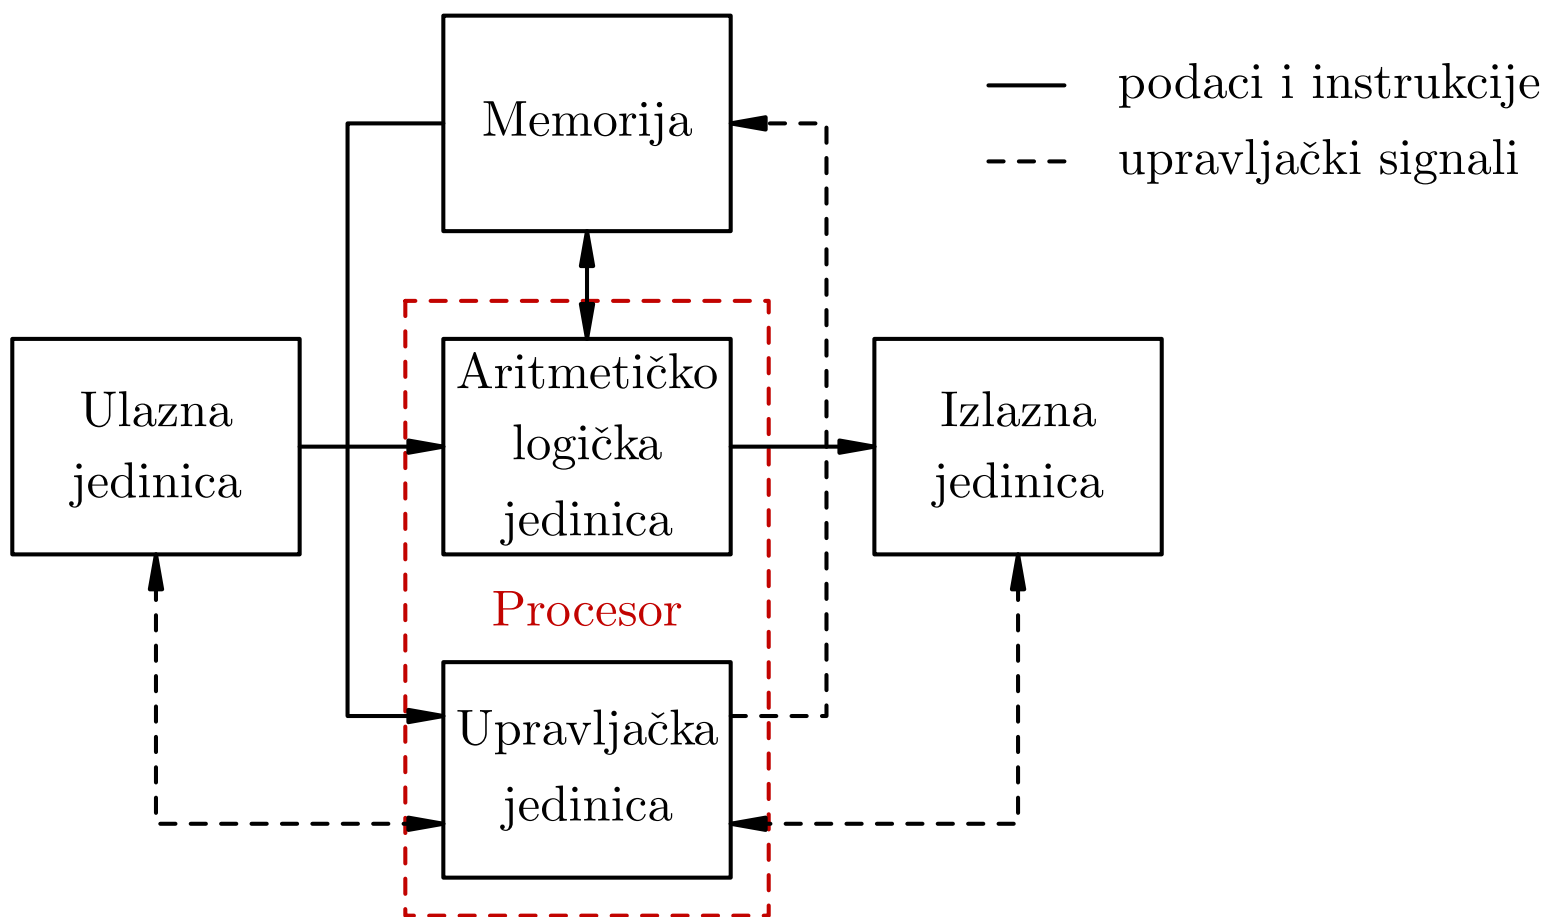 Memorija
podaci i instrukcije
upravljački signali
Ulazna
jedinica
Aritmetičko
logička
jedinica
Izlazna
jedinica
Procesor
Upravljačka
jedinica